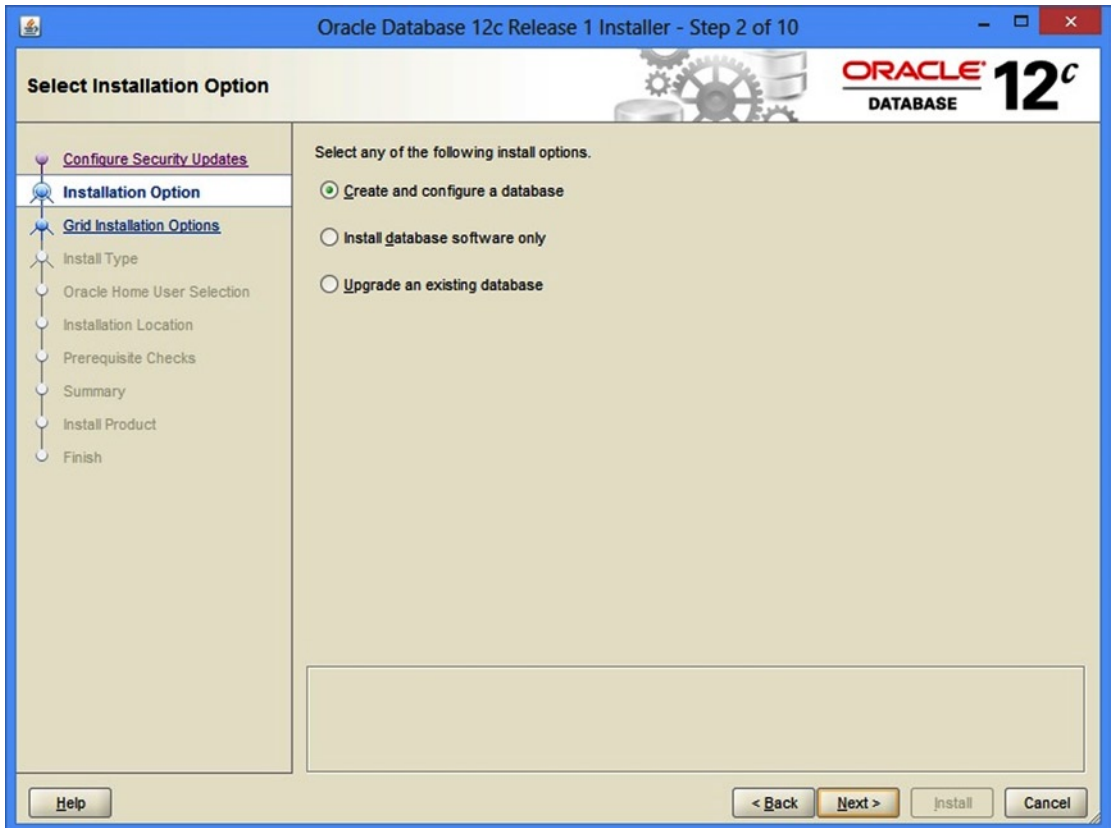 Oracle Database 12c Release 1 Installer - Step 2 of 10
Select Installation Option
ORACLE
DATABASE
12c
Configure Security Updates
Installation Option
Grid Installation Options
Install Type
Oracle Home User Selection
Installation Location
Prerequisite Checks
Summary
Install Product
Finish
Select any of the following install options.
Create and configure a database
Install database software only
Upgrade an existing database
Help
< Back
Next >
Install
Cancel